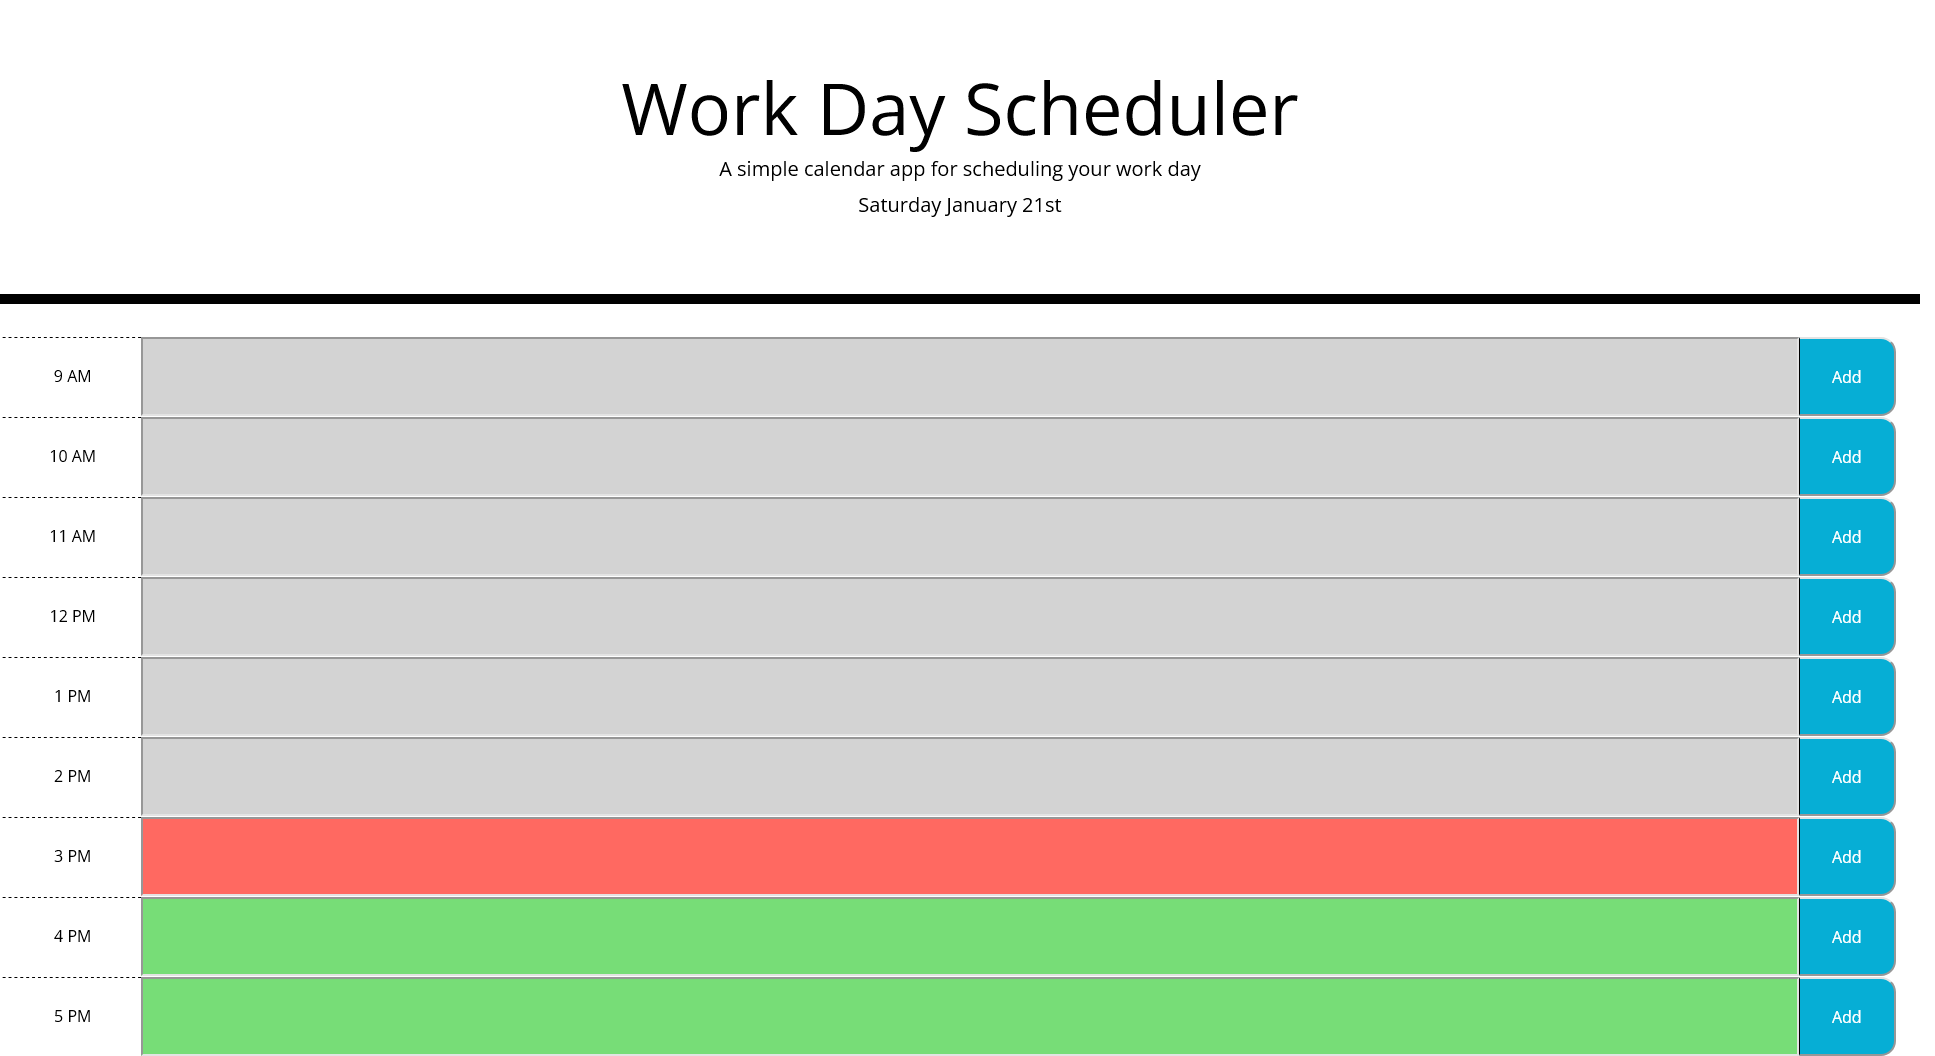 Work Day Scheduler
A simple calendar app for scheduling your work day
Saturday January 21st
9 AM Add
10 AM Add
11 AM Add
12 PM Add
1 PM Add
2 PM Add
3 PM Add
4 PM Add
5 PM Add